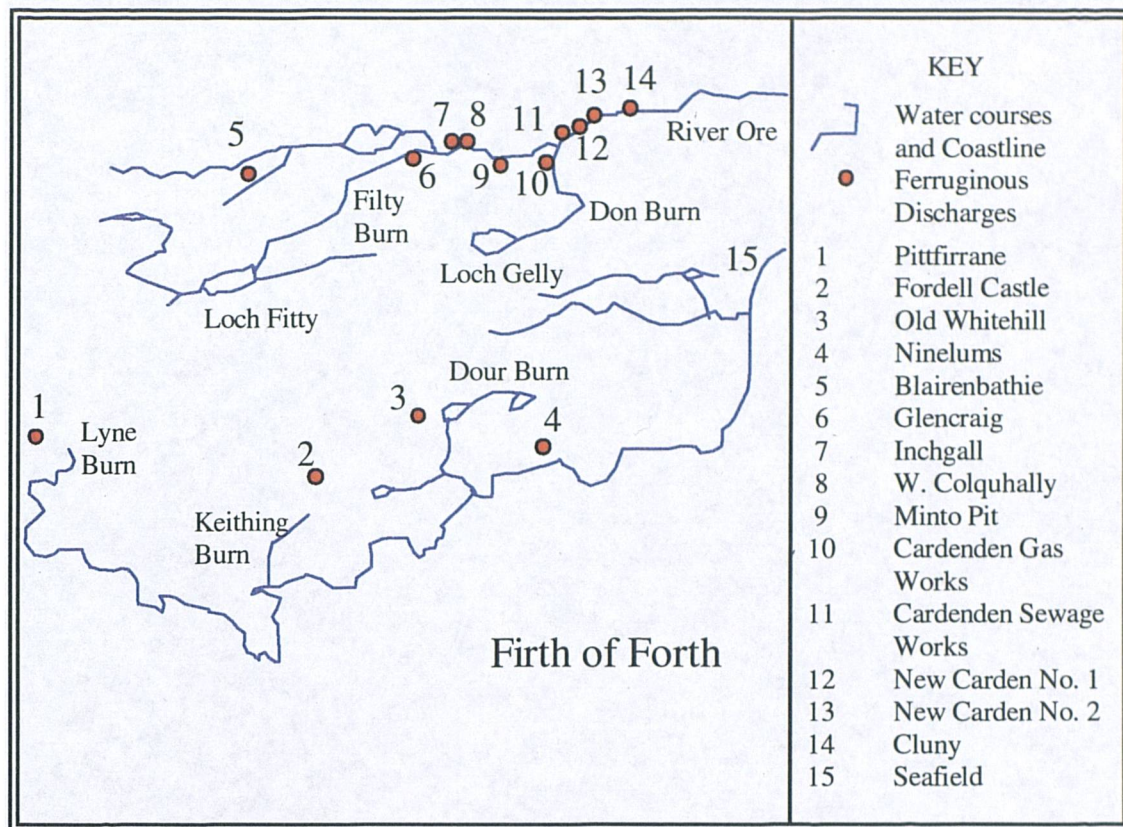 13 14
7 8
11
River Ore
5
12
6
9
10
Filty
Burn
Don Burn
15
Loch Gelly
Loch Fitty
Dour Burn
3
1
4
Lyne
Burn
2
Keithing
Burn
Firth of Forth
KEY
Water courses
and Coastline
Ferruginous
Discharges
1 Pittfirrane
2 Fordell Castle
3 Old Whitehill
4 Ninelums
5 Blairenbathie
6 Glencraig
7 Inchgall
8 W. Colquhally
9 Minto Pit
10 Cardenden Gas
Works
11 Cardenden Sewage
Works
12 New Carden No. 1
13 New Carden No. 2
14 Cluny
15 Seafield